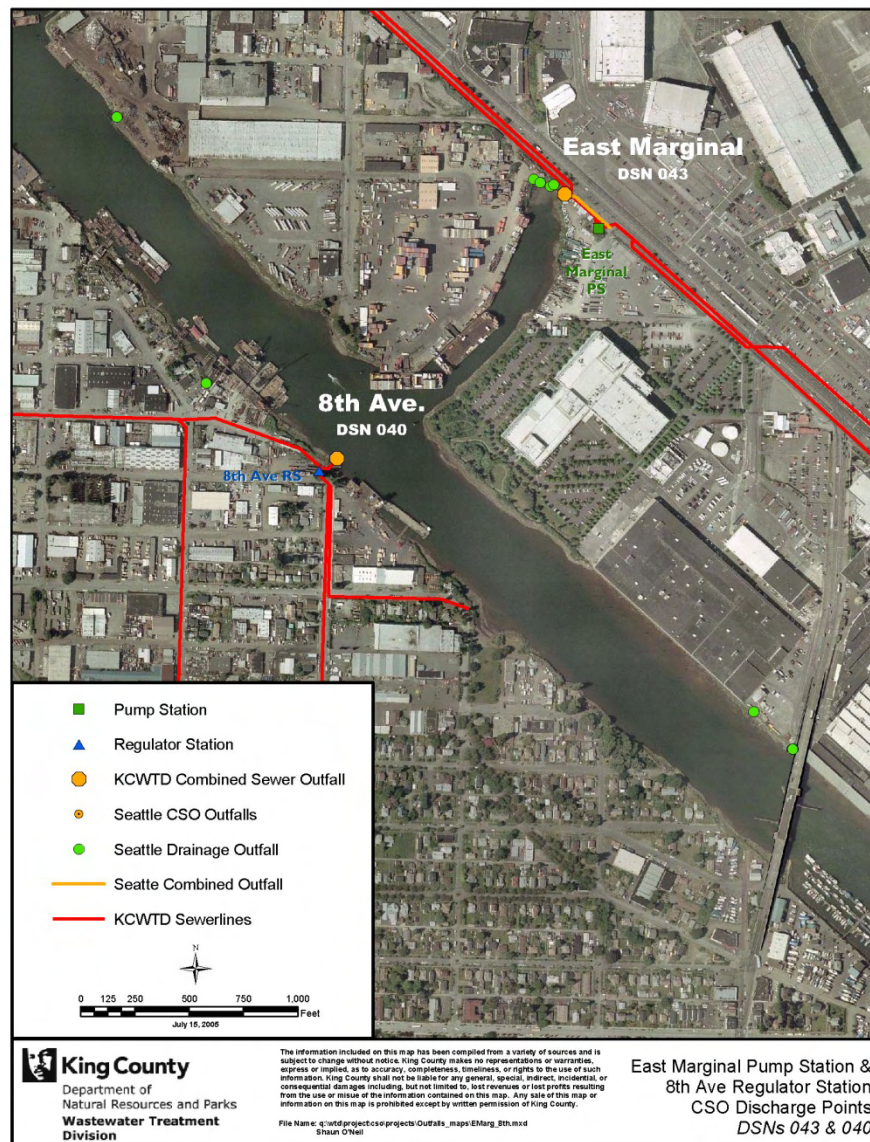 East Marginal
DSN 043
East
Marginal
PS
8th Ave.
DSN 040
8th Ave RS
Pump Station
Regulator Station
KCWTD Combined Sewer Outfall
Seattle CSO Outfalls
Seattle Drainage Outfall
Seatte Combined Outfall
KCWTD Sewerlines
N
0 125 250 500 750 1,000
Feet
July 15, 2005
King County
Department of
Natural Resources and Parks
Wastewater Treatment
Division
The information included on this map has been compiled from a variety of sources and is
subject to change without notice. King County makes no representations or warranties,
express or implied, as to accuracy, completeness, timeliness, or rights to the use of such
information. King County shall not be liable for any general, special, indirect, incidental, or
consequential damages including, but not limited to, lost revenues or lost profits resulting
from the use or misuse of the information contained on this map. Any sale of this map or
information on this map is prohibited except by written permission of King County.
File Name: q:\wtd\project\cso\projects\Outfalls_maps\EMarg_8th.mxd
Shaun O'Neil
East Marginal Pump Station &
8th Ave Regulator Station
CSO Discharge Points
DSNs 043 & 040